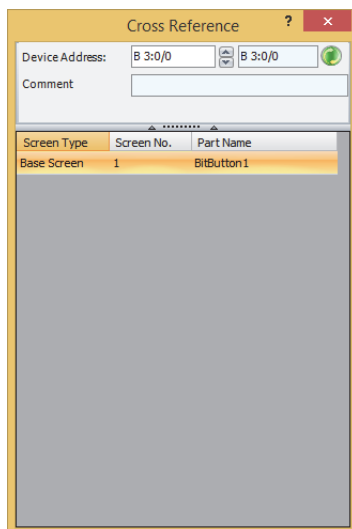 Cross Reference ? ×
Device Address: B 3:0/0 B 3:0/0
Comment
Screen Type Screen No. Part Name
Base Screen 1 BitButton1